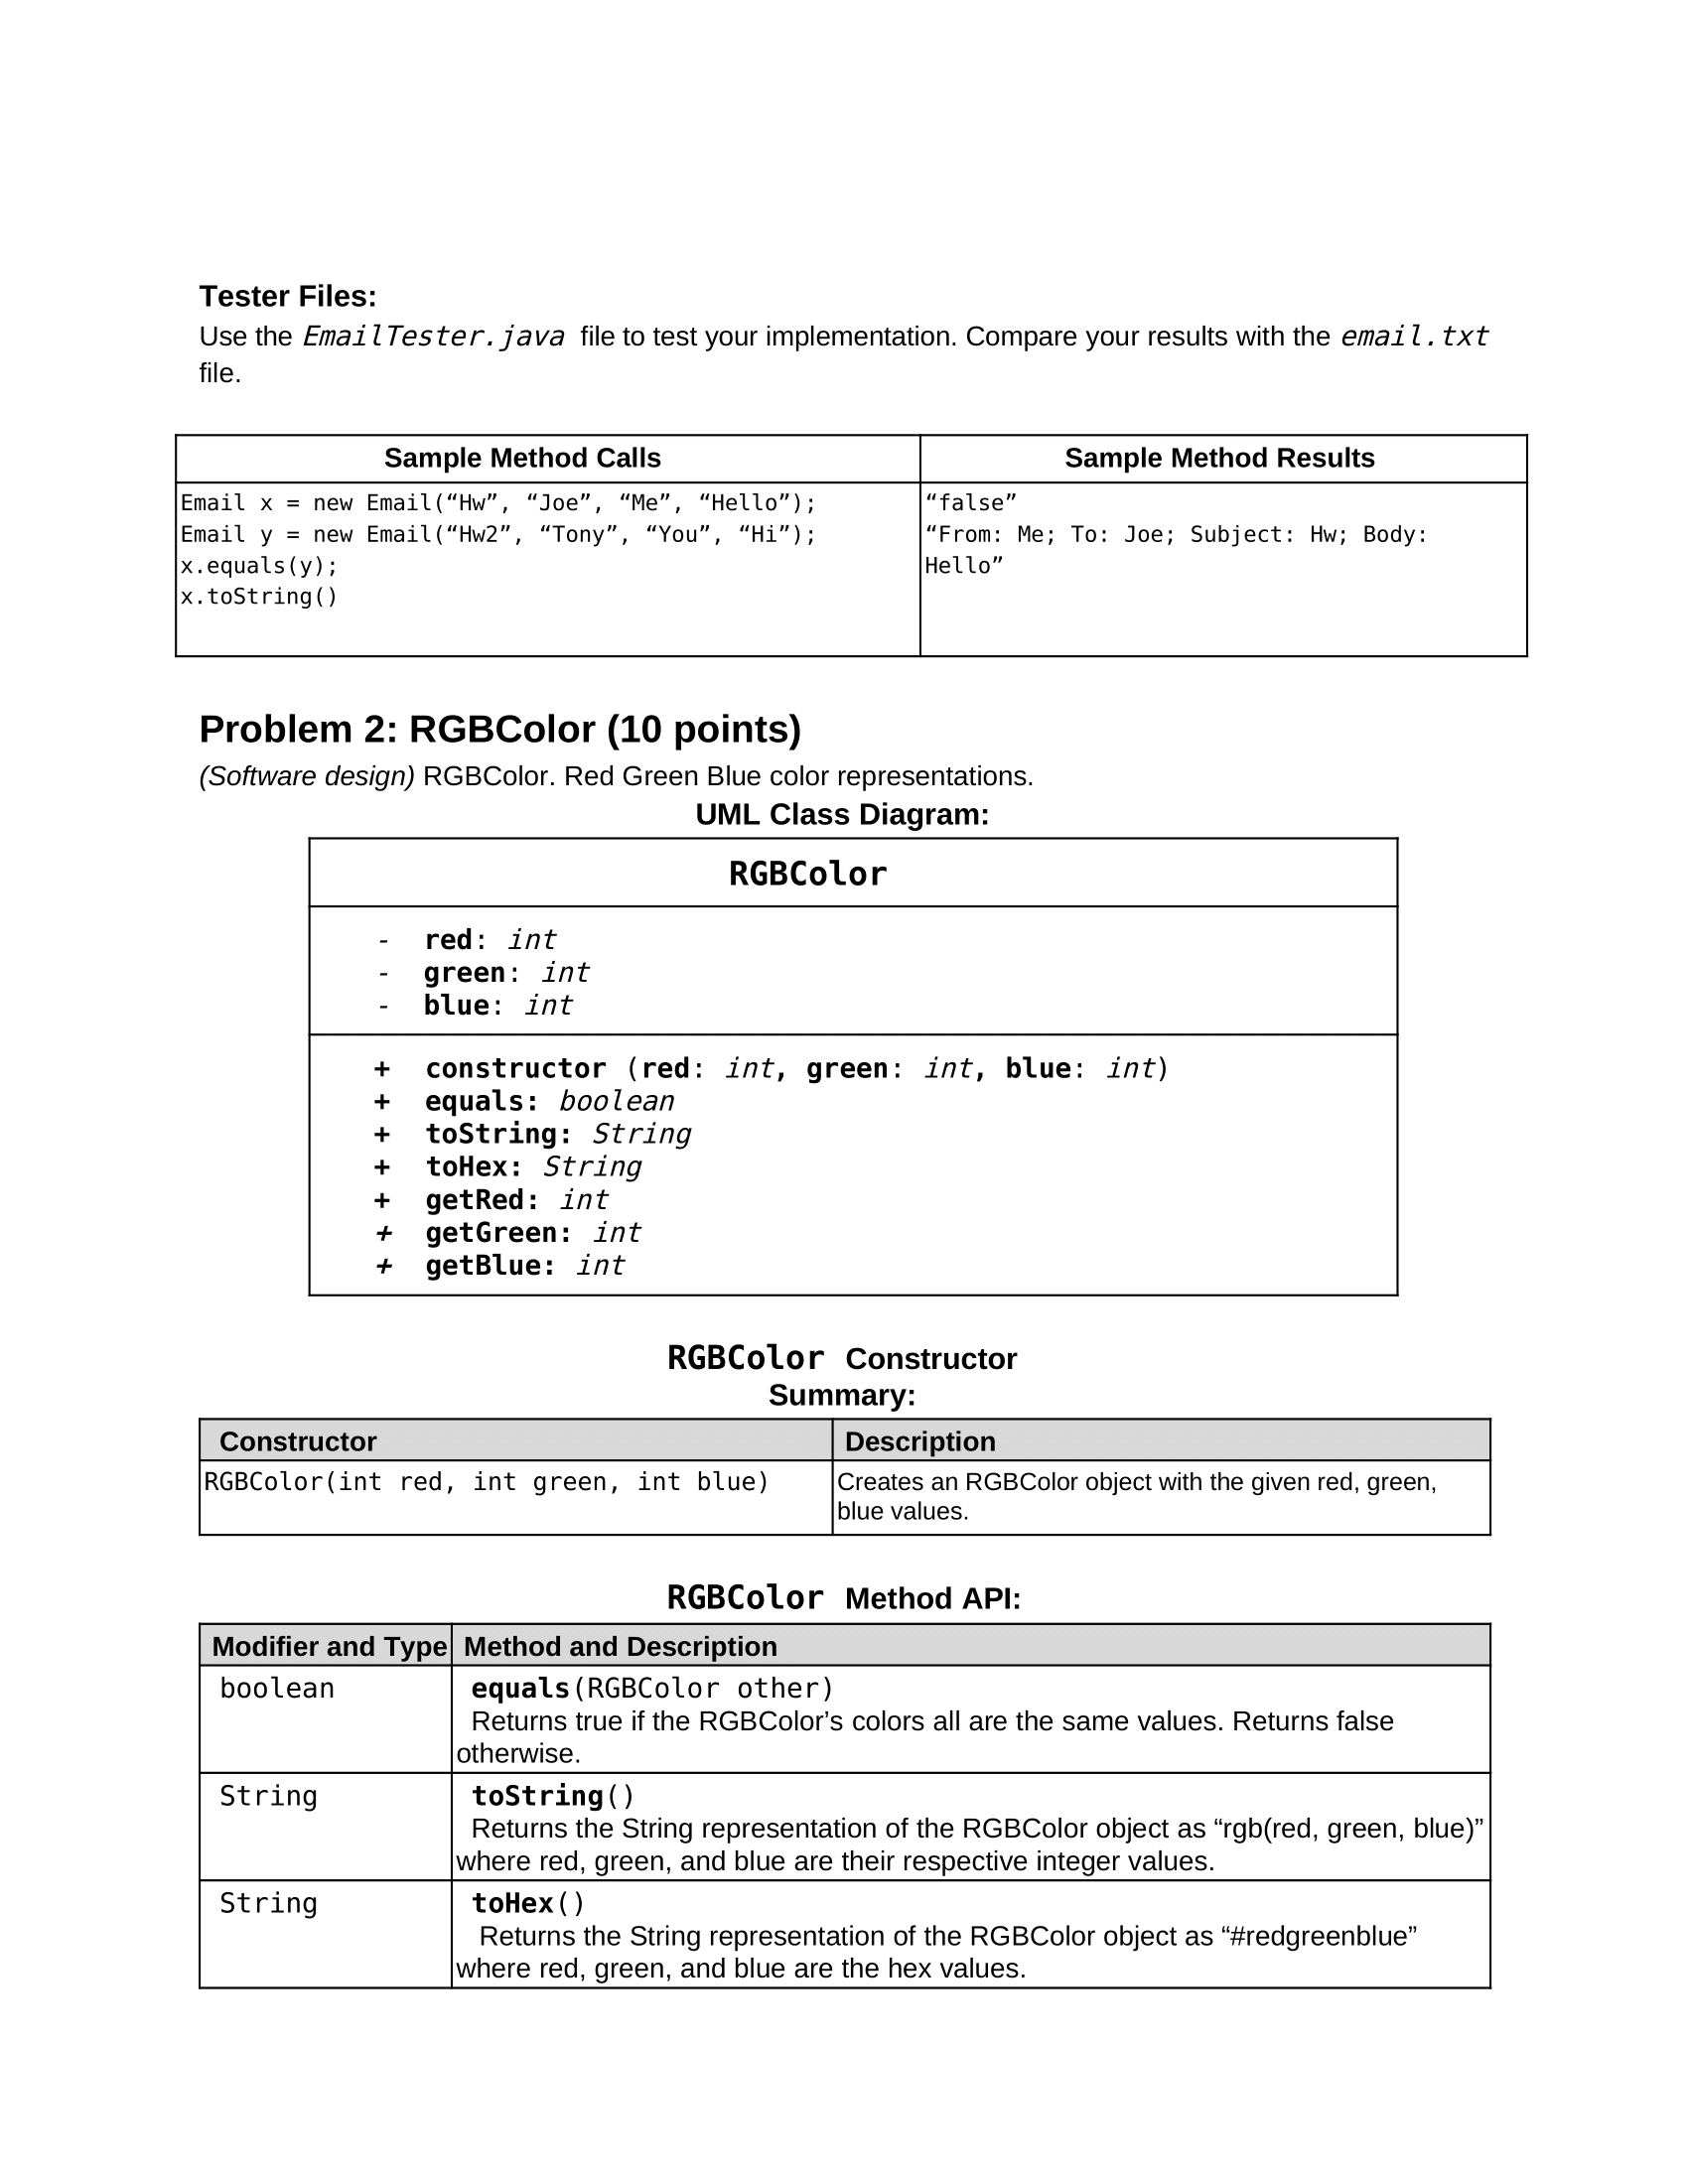 Tester Files:
Use the EmailTester.java file to test your implementation. Compare your results with the email.txt
file.
Sample Method Calls
Sample Method Results
Email x = new Email(“Hw”, “Joe”, “Me”, “Hello”);
Email y = new Email(“Hw2”, “Tony”, “You”, “Hi”);
x.equals(y);
x.toString()
“false”
“From: Me; To: Joe; Subject: Hw; Body:
Hello”
Problem 2: RGBColor (10 points)
(Software design) RGBColor. Red Green Blue color representations.
UML Class Diagram:
RGBColor
- red: int
- green: int
- blue: int
+ constructor (red: int, green: int, blue: int)
+ equals: boolean
+ toString: String
+ toHex: String
+ getRed: int
+ getGreen: int
+ getBlue: int
RGBColor Constructor
Summary:
Constructor
Description
RGBColor(int red, int green, int blue)
Creates an RGBColor object with the given red, green,
blue values.
RGBColor Method API:
Modifier and Type
Method and Description
boolean
equals(RGBColor other)
Returns true if the RGBColor’s colors all are the same values. Returns false
otherwise.
String
toString()
Returns the String representation of the RGBColor object as “rgb(red, green, blue)”
where red, green, and blue are their respective integer values.
String
toHex()
Returns the String representation of the RGBColor object as “#redgreenblue”
where red, green, and blue are the hex values.